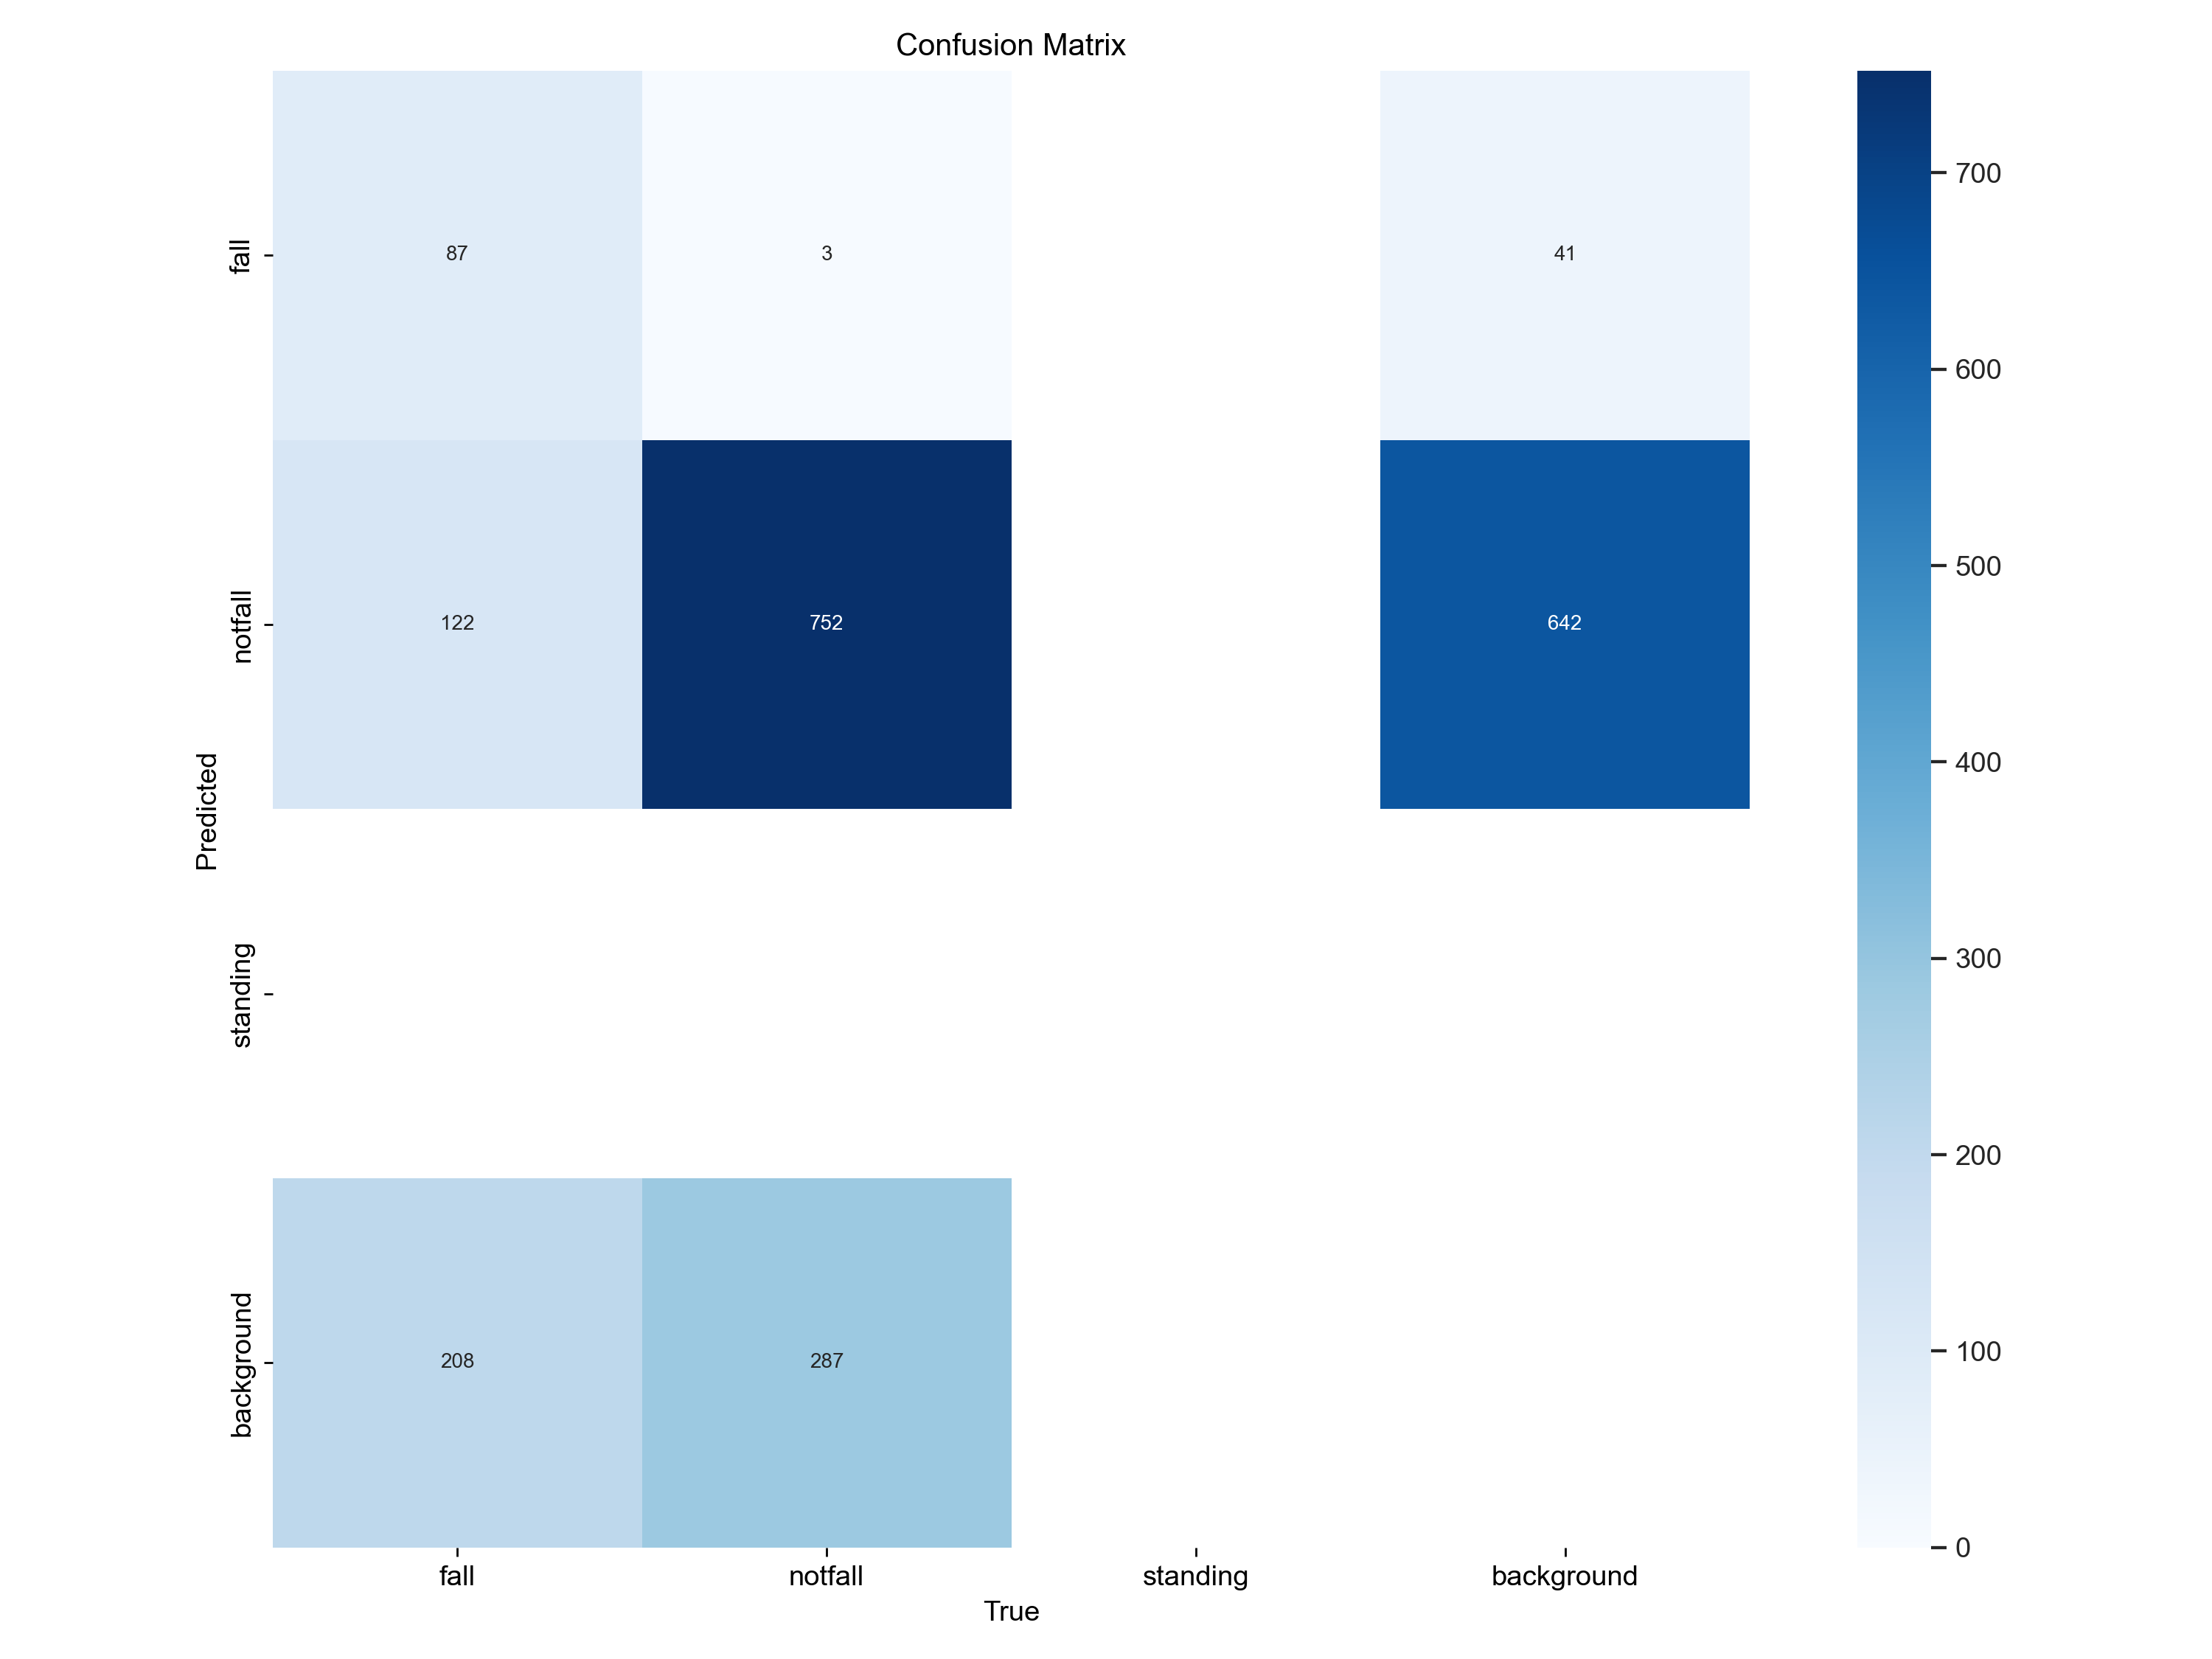 Confusion Matrix
fall
87
3
41
700
600
notfall
122
752
642
500
400
Predicted
standing
300
200
background
208
287
100
0
fall
notfall
standing
background
True